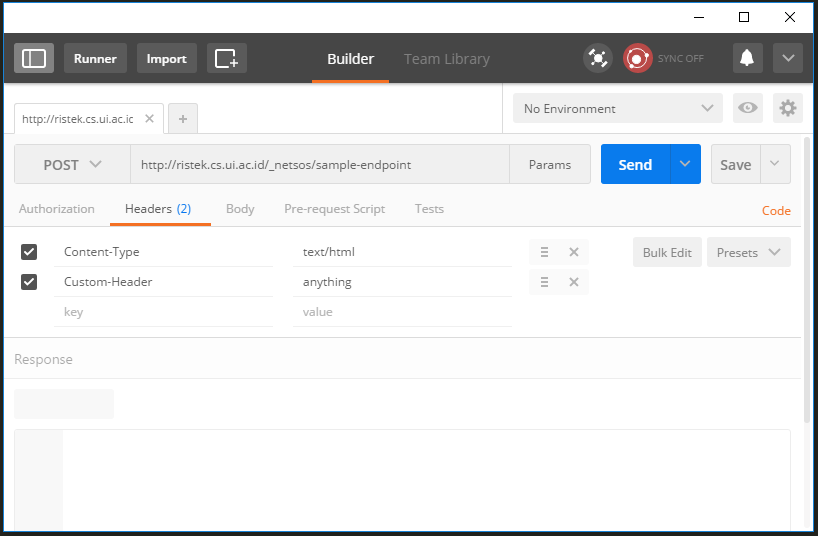 Runner Import Builder Team Library SYNC OFF
http://ristek.cs.ui.ac.id × + No Environment
POST http://ristek.cs.ui.ac.id/_netsos/sample-endpoint Params Send Save
Authorization Headers (2) Body Pre-request Script Tests Code
Content-Type text/html Bulk Edit Presets
Custom-Header anything
key value
Response